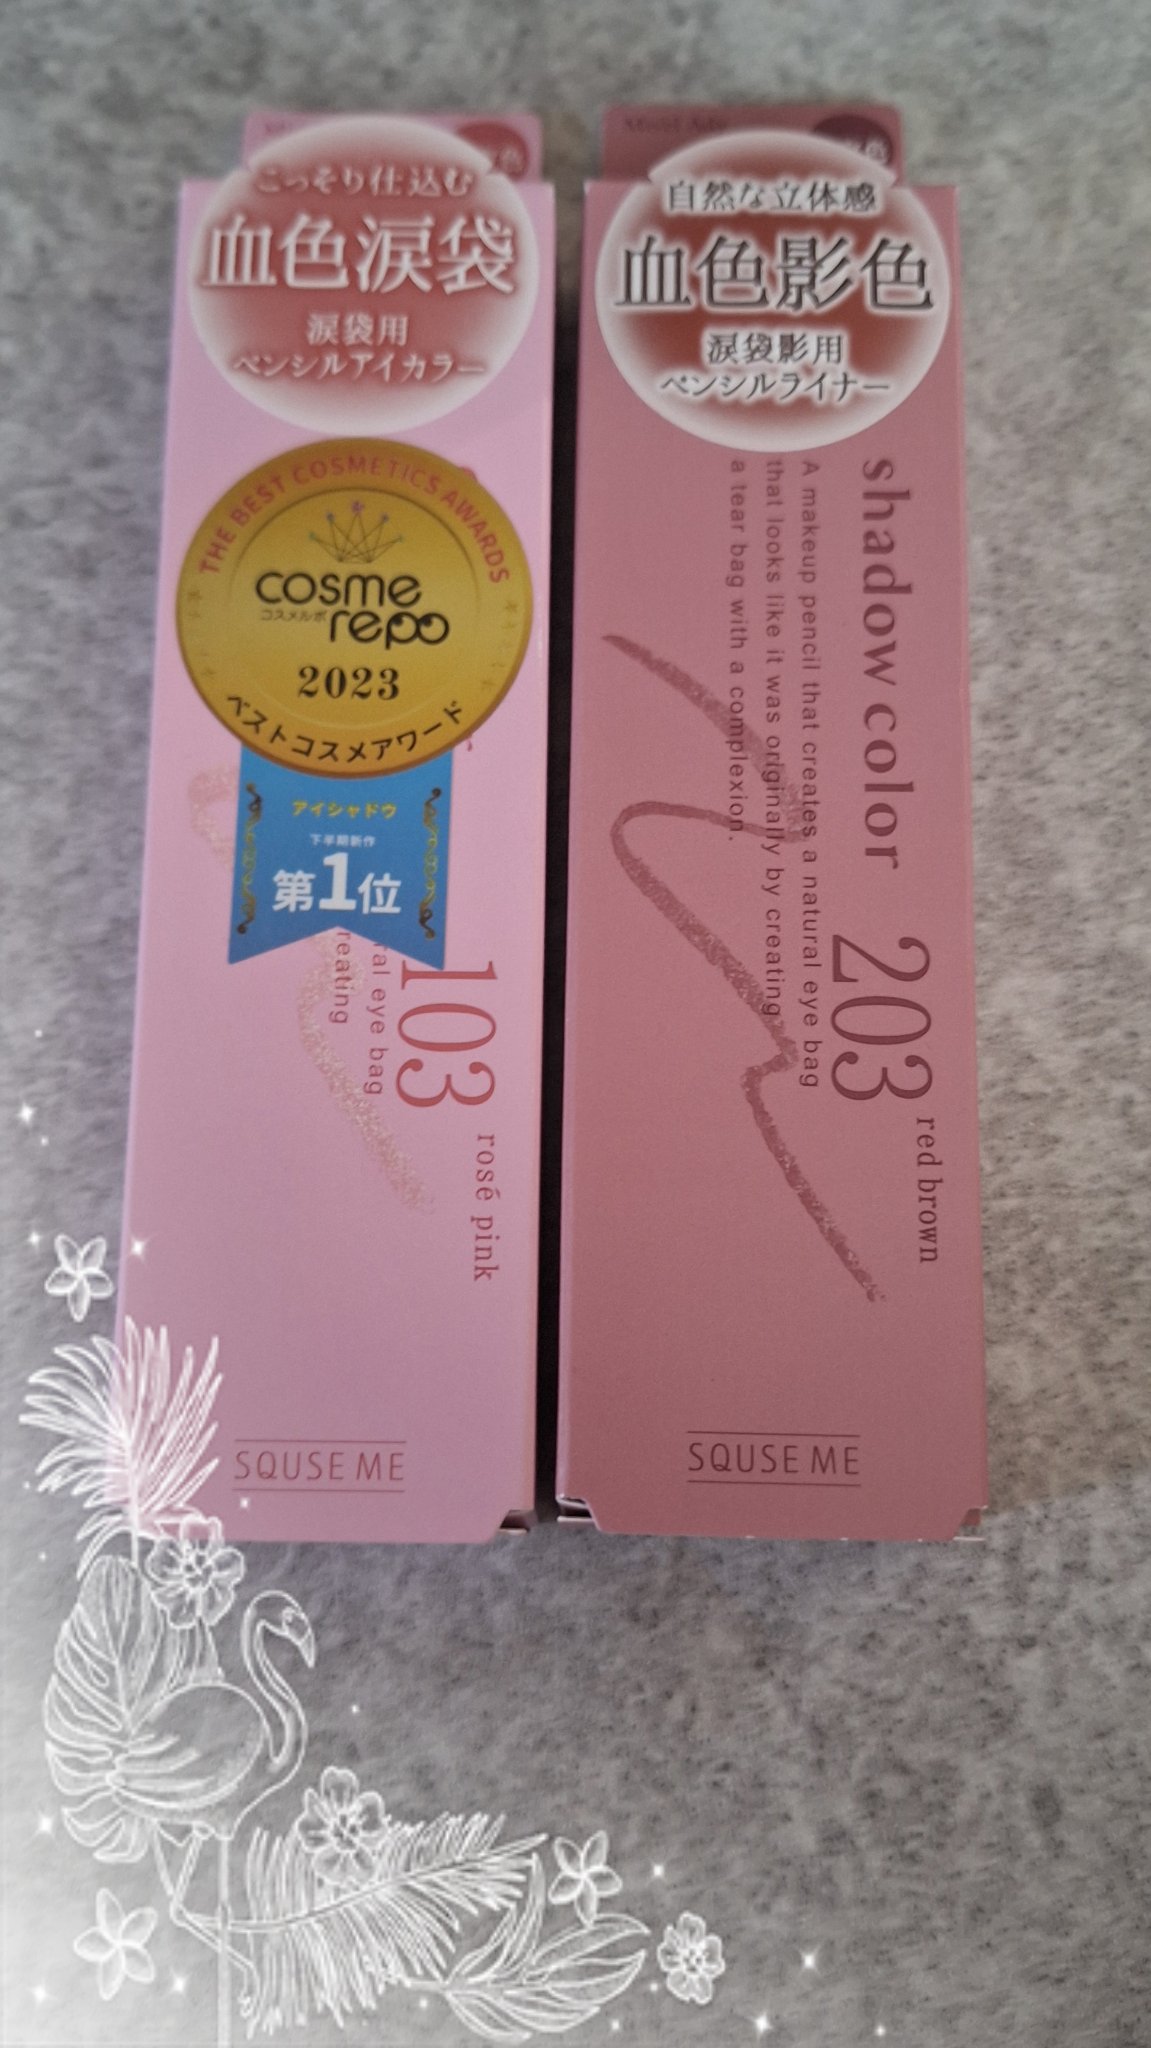 こっそり仕込む
血色涙袋
涙袋用
ペンシルアイカラー
THE BEST COSMETICS AWARDS
cosme
コスメルポ
repo
2023
ベストコスメアワード
アイシャドウ
下半期新作
第1位
ral eye bag
reating
103
rosé pink
SQUSE ME
自然な立体感
血色影色
涙袋影用
ペンシルライナー
shadow color
203
red brown
A makeup pencil that creates a natural eye bag
that looks like it was originally by creating
a tear bag with a complexion.
SQUSE ME